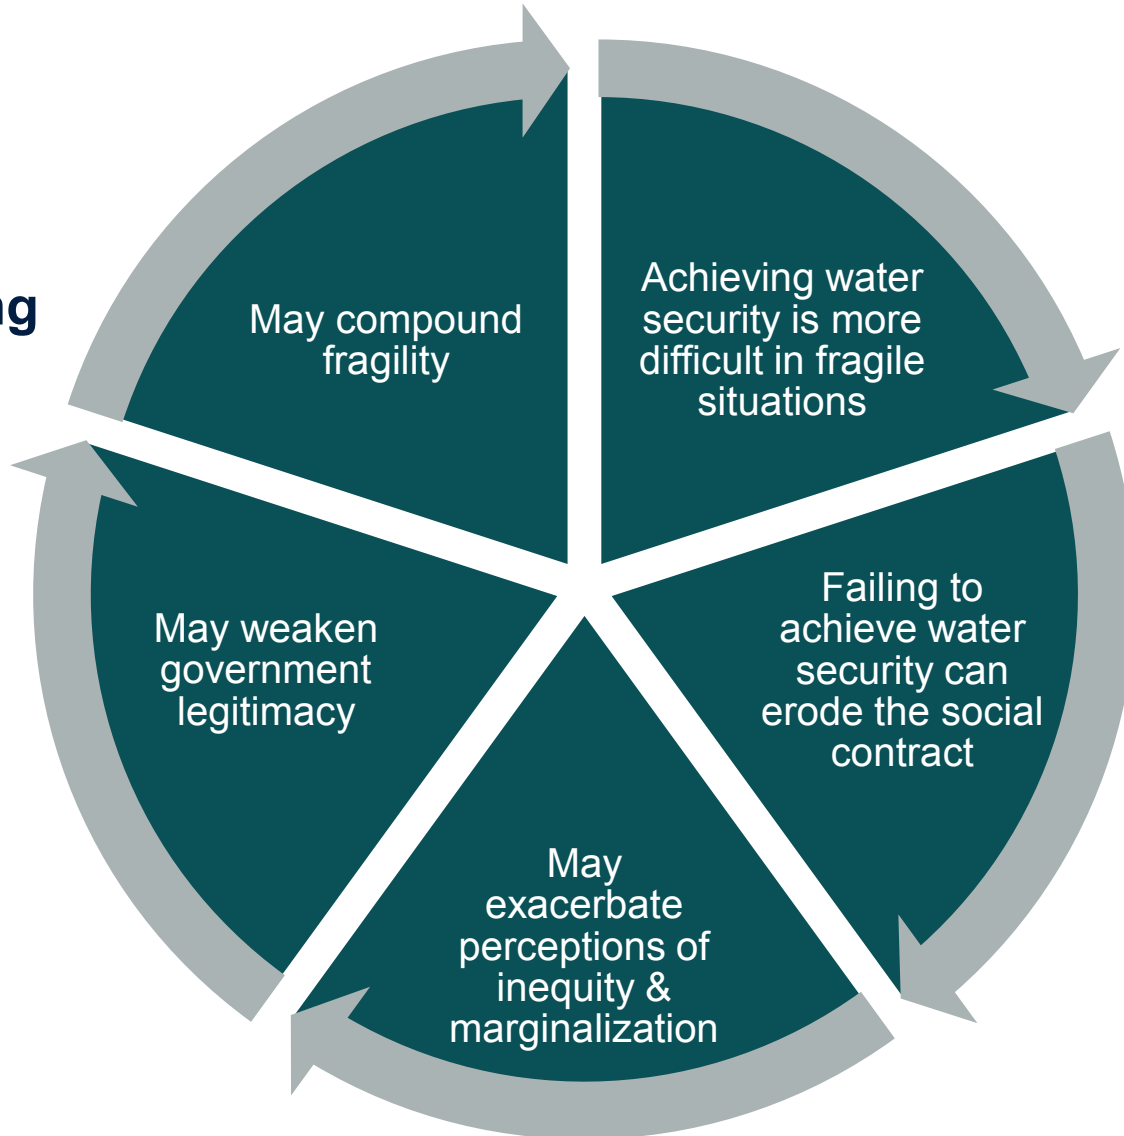 May compound
fragility
Achieving water
security is more
difficult in fragile
situations
Failing to
achieve water
security can
erode the social
contract
May
exacerbate
perceptions of
inequity &
marginalization
May weaken
government
legitimacy